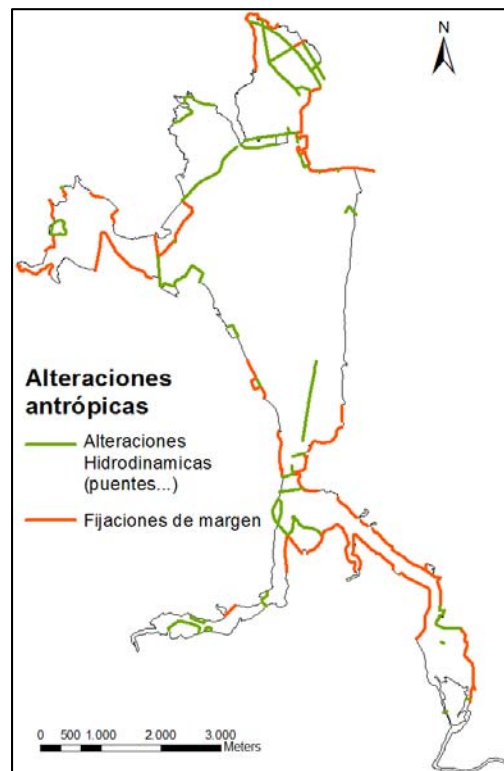 N
Alteraciones
antrópicas
Alteraciones
Hidrodinamicas
(puentes...)
Fijaciones de margen
0 500 1.000 2.000 3.000
Meters